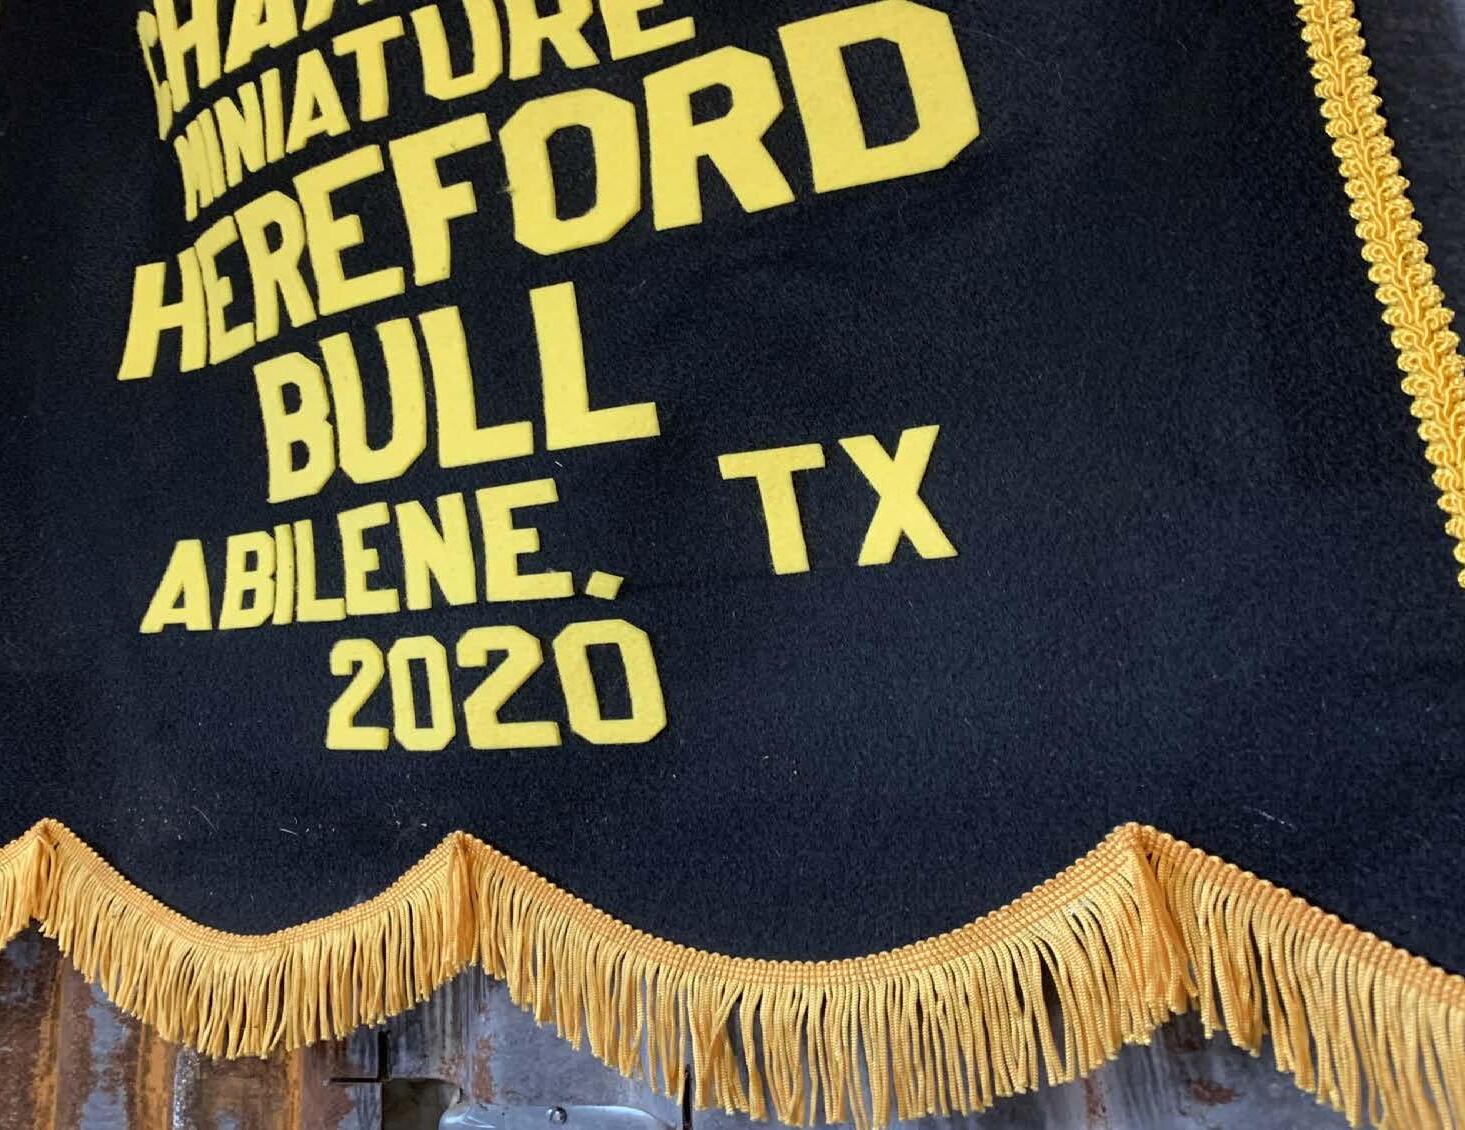 MINIATURE
HEREFORD
BULL
ABILENE. TX
2020